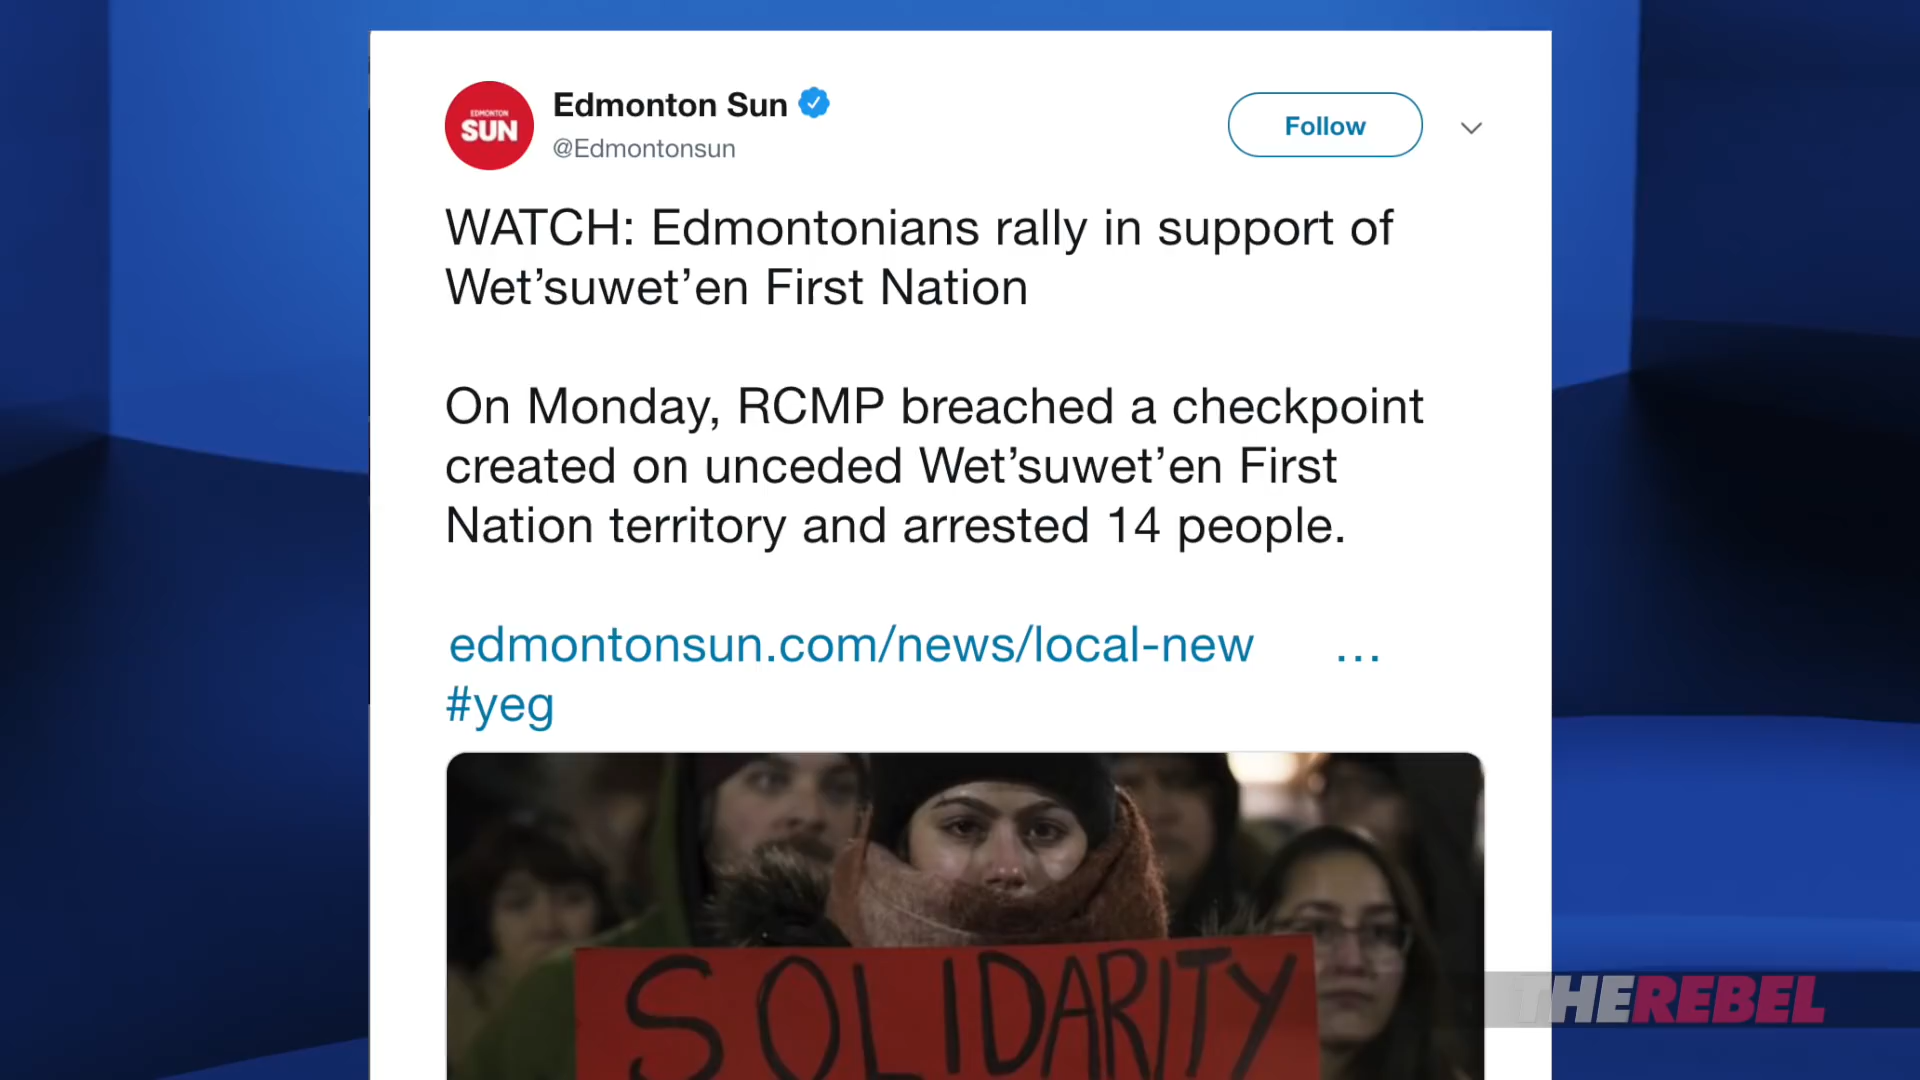 Edmonton Sun
EDMONTON
SUN
@Edmontonsun
Follow
WATCH: Edmontonians rally in support of
Wet’suwet’en First Nation
On Monday, RCMP breached a checkpoint
created on unceded Wet’suwet’en First
Nation territory and arrested 14 people.
edmontonsun.com/news/local-new ...
#yeg
SOLIDARITY
THEREBEL